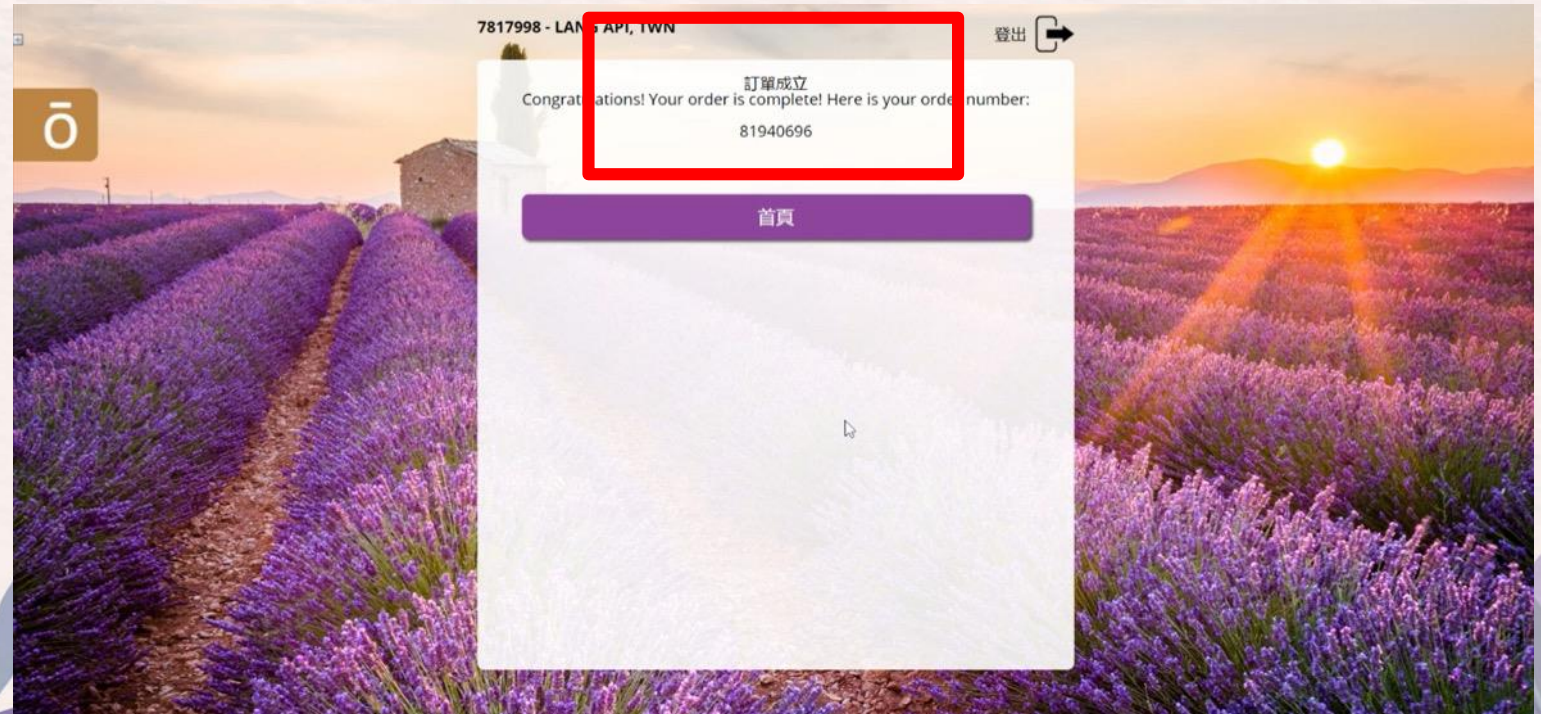 7817998 - LANG API, TWN
登出
ō
訂單成立
Congratulations! Your order is complete! Here is your order number:
81940696
首頁